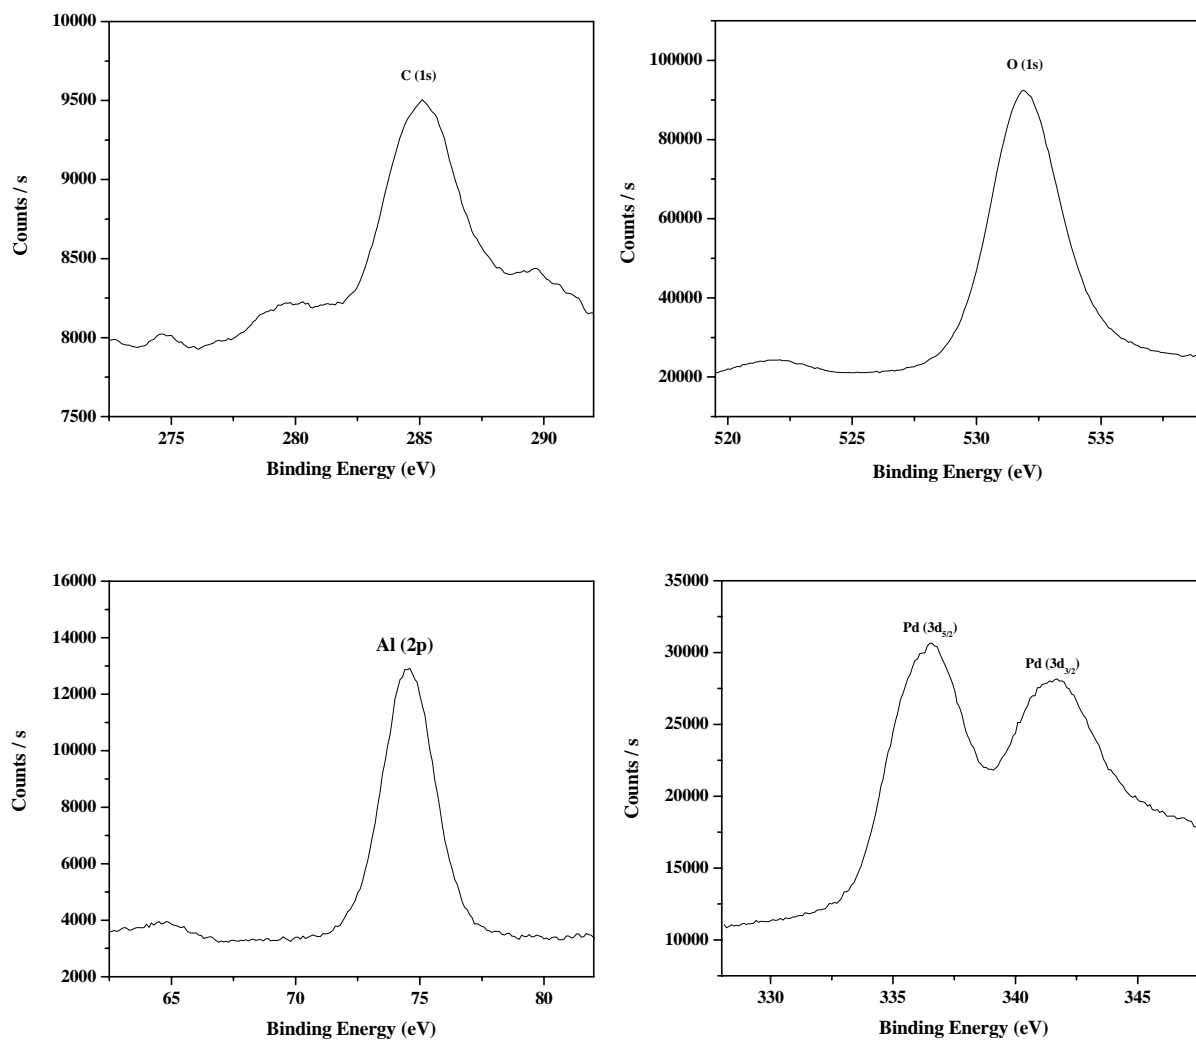 10000
9500
9000
8500
8000
7500
Counts / s
C (1s)
275 280 285 290
Binding Energy (eV)
100000
80000
60000
40000
20000
Counts / s
O (1s)
520 525 530 535
Binding Energy (eV)
16000
14000
12000
10000
8000
6000
4000
2000
Counts / s
Al (2p)
65 70 75 80
Binding Energy (eV)
35000
30000
25000
20000
15000
10000
Counts / s
Pd (3d5/2)
Pd (3d3/2)
330 335 340 345
Binding Energy (eV)